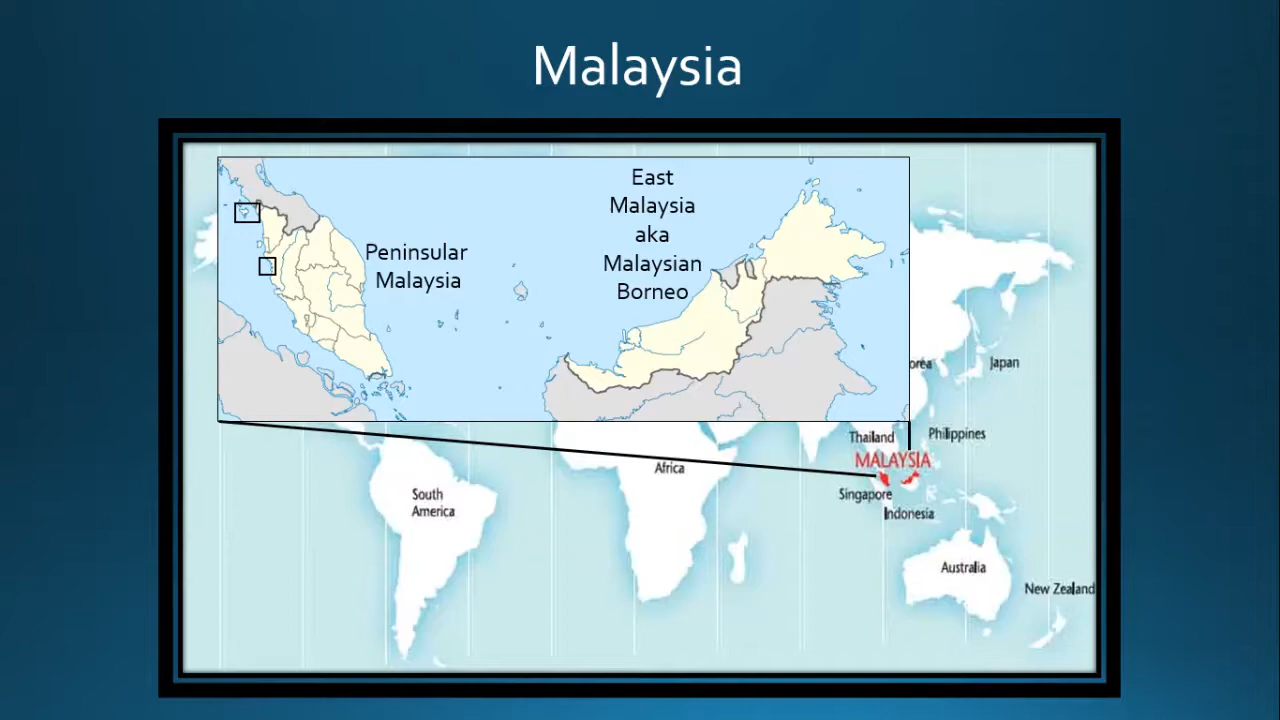 Malaysia
East
Malaysia
aka
Malaysian
Borneo
Peninsular
Malaysia
orea
Japan
Thailand
Philippines
MALAYSIA
Africa
Singapore
South
America
Indonesia
Australia
New Zealand